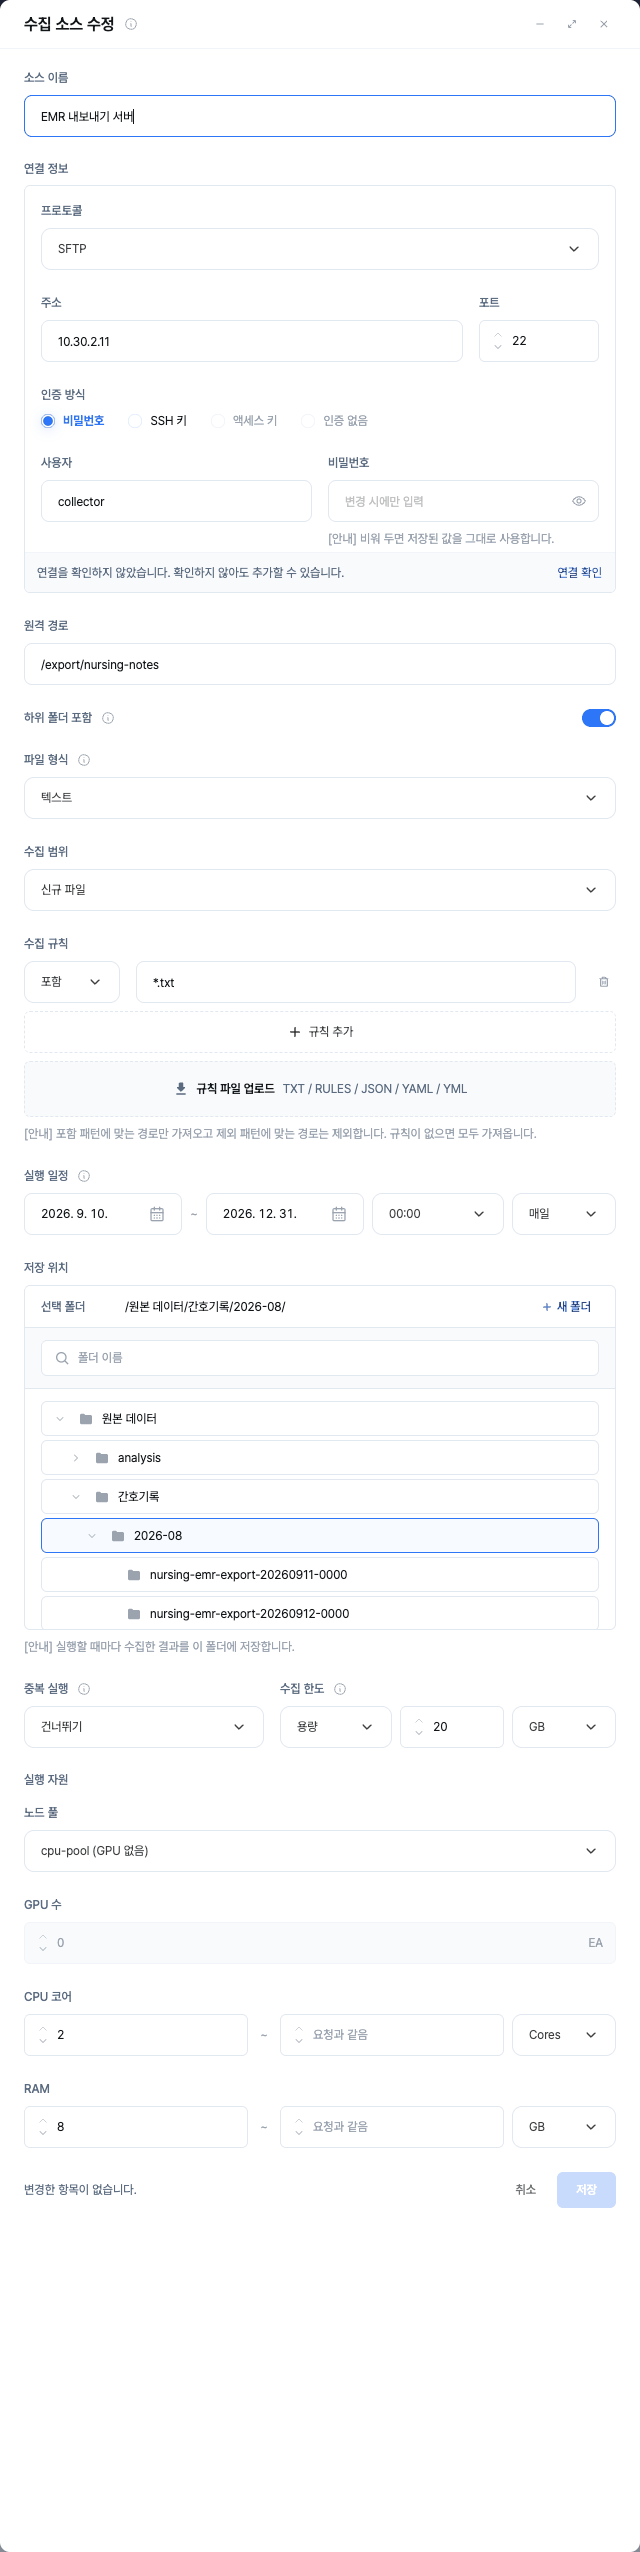 수집 소스 수정
소스 이름
EMR 내보내기 서버
연결 정보
프로토콜
SFTP
주소 포트
10.30.2.11 22
인증 방식
비밀번호 SSH 키 액세스 키 인증 없음
사용자 비밀번호
collector 변경 시에만 입력
[안내] 비워 두면 저장된 값을 그대로 사용합니다.
연결을 확인하지 않았습니다. 확인하지 않아도 추가할 수 있습니다. 연결 확인
원격 경로
/export/nursing-notes
하위 폴더 포함
파일 형식
텍스트
수집 범위
신규 파일
수집 규칙
포함 *.txt
+ 규칙 추가
규칙 파일 업로드 TXT / RULES / JSON / YAML / YML
[안내] 포함 패턴에 맞는 경로만 가져오고 제외 패턴에 맞는 경로는 제외합니다. 규칙이 없으면 모두 가져옵니다.
실행 일정
2026. 9. 10. ~ 2026. 12. 31. 00:00 매일
저장 위치
선택 폴더 /원본 데이터/간호기록/2026-08/ + 새 폴더
폴더 이름
원본 데이터
analysis
간호기록
2026-08
nursing-emr-export-20260911-0000
nursing-emr-export-20260912-0000
[안내] 실행할 때마다 수집한 결과를 이 폴더에 저장합니다.
중복 실행 수집 한도
건너뛰기 용량 20 GB
실행 자원
노드 풀
cpu-pool (GPU 없음)
GPU 수
0 EA
CPU 코어
2 ~ 요청과 같음 Cores
RAM
8 ~ 요청과 같음 GB
변경한 항목이 없습니다. 취소 저장